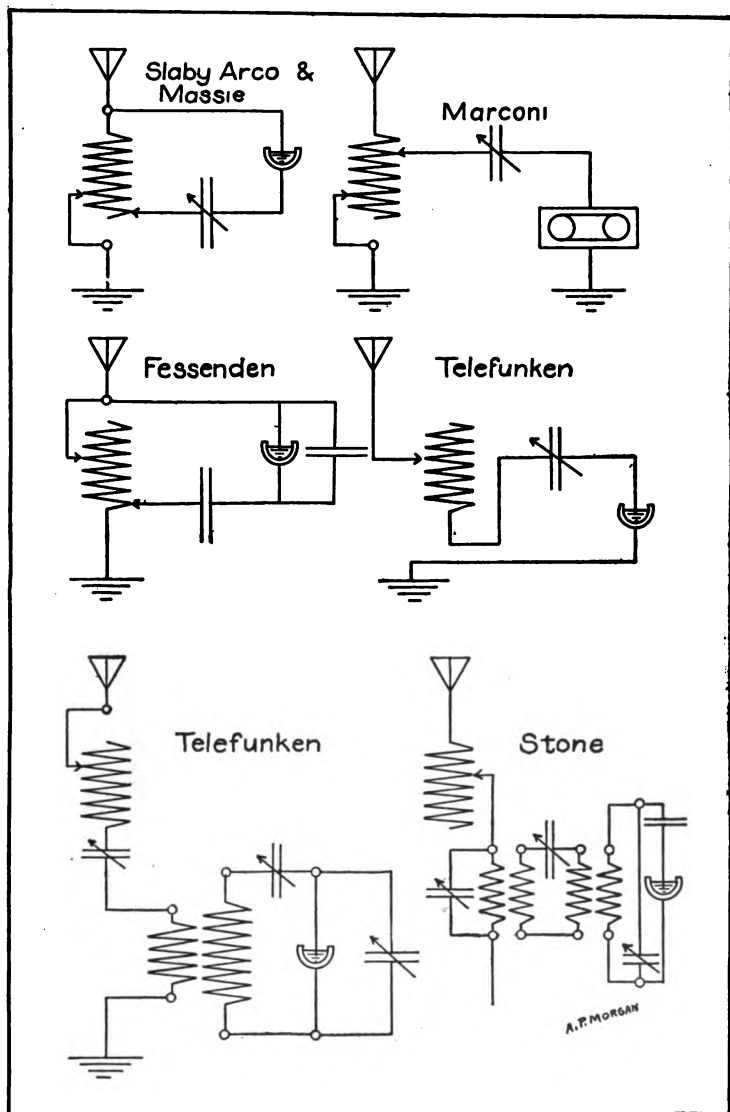 Slaby Arco &
Massie
Marconi
Fessenden
Telefunken
Telefunken
Stone
A.P. MORGAN